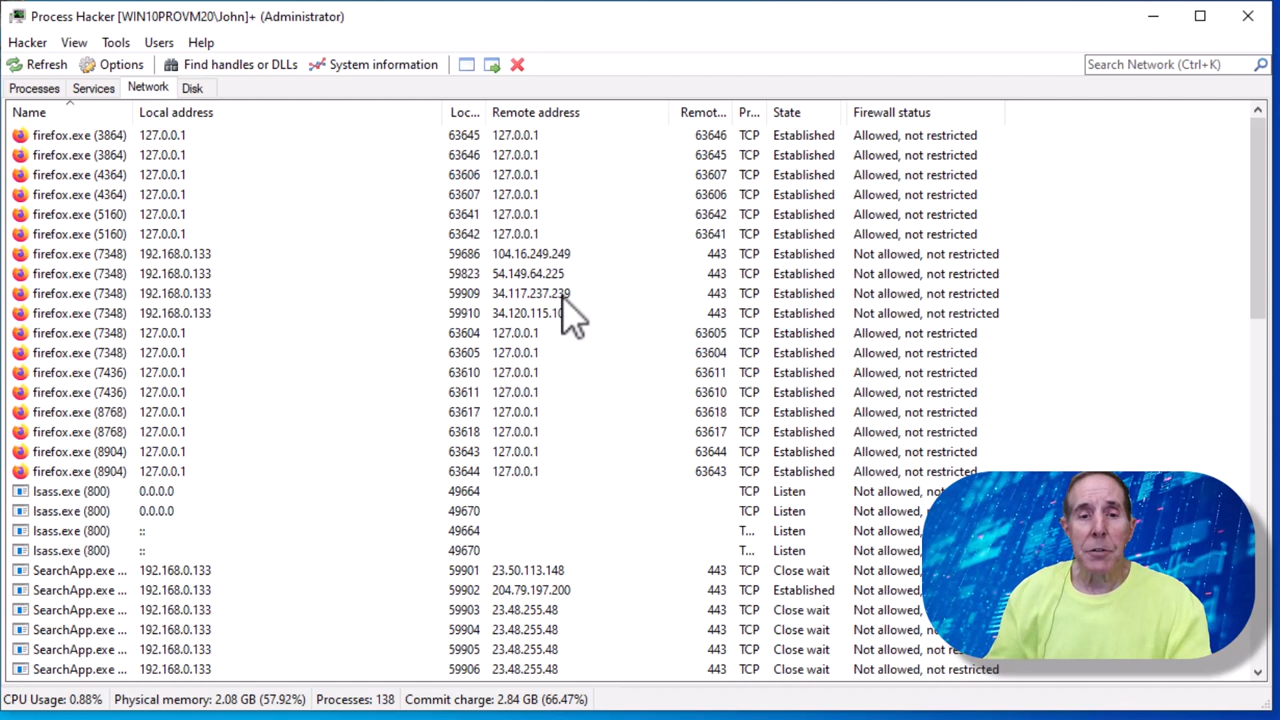 Process Hacker [WIN10PROVM20\John]+ (Administrator)
Hacker View Tools Users Help
Refresh Options Find handles or DLLs System information Search Network (Ctrl+K)
Processes Services Network Disk
Name Local address Loc... Remote address Remot... Pr... State Firewall status
firefox.exe (3864) 127.0.0.1 63645 127.0.0.1 63646 TCP Established Allowed, not restricted
firefox.exe (3864) 127.0.0.1 63646 127.0.0.1 63645 TCP Established Allowed, not restricted
firefox.exe (4364) 127.0.0.1 63606 127.0.0.1 63607 TCP Established Allowed, not restricted
firefox.exe (4364) 127.0.0.1 63607 127.0.0.1 63606 TCP Established Allowed, not restricted
firefox.exe (5160) 127.0.0.1 63641 127.0.0.1 63642 TCP Established Allowed, not restricted
firefox.exe (5160) 127.0.0.1 63642 127.0.0.1 63641 TCP Established Allowed, not restricted
firefox.exe (7348) 192.168.0.133 59686 104.16.249.249 443 TCP Established Not allowed, not restricted
firefox.exe (7348) 192.168.0.133 59823 54.149.64.225 443 TCP Established Not allowed, not restricted
firefox.exe (7348) 192.168.0.133 59909 34.117.237.239 443 TCP Established Not allowed, not restricted
firefox.exe (7348) 192.168.0.133 59910 443 TCP Established Not allowed, not restricted
firefox.exe (7348) 127.0.0.1 63604 127.0.0.1 63605 TCP Established Allowed, not restricted
firefox.exe (7348) 127.0.0.1 63605 127.0.0.1 63604 TCP Established Allowed, not restricted
firefox.exe (7436) 127.0.0.1 63610 127.0.0.1 63611 TCP Established Allowed, not restricted
firefox.exe (7436) 127.0.0.1 63611 127.0.0.1 63610 TCP Established Allowed, not restricted
firefox.exe (8768) 127.0.0.1 63617 127.0.0.1 63618 TCP Established Allowed, not restricted
firefox.exe (8768) 127.0.0.1 63618 127.0.0.1 63617 TCP Established Allowed, not restricted
firefox.exe (8904) 127.0.0.1 63643 127.0.0.1 63644 TCP Established Allowed, not restricted
firefox.exe (8904) 127.0.0.1 63644 127.0.0.1 63643 TCP Established Allowed, not restricted
lsass.exe (800) 0.0.0.0 49664 TCP Listen Not allowed,
lsass.exe (800) 0.0.0.0 49670 TCP Listen Not allowed,
lsass.exe (800) :: 49664 T... Listen Not allowed,
lsass.exe (800) :: 49670 T... Listen Not allowed,
SearchApp.exe ... 192.168.0.133 59901 23.50.113.148 443 TCP Close wait Not allowed,
SearchApp.exe ... 192.168.0.133 59902 204.79.197.200 443 TCP Established Not allowed,
SearchApp.exe ... 192.168.0.133 59903 23.48.255.48 443 TCP Close wait Not allowed,
SearchApp.exe ... 192.168.0.133 59904 23.48.255.48 443 TCP Close wait Not allowed,
SearchApp.exe ... 192.168.0.133 59905 23.48.255.48 443 TCP Close wait Not allowed,
SearchApp.exe ... 192.168.0.133 59906 23.48.255.48 443 TCP Close wait Not allowed, not restricted
CPU Usage: 0.88% Physical memory: 2.08 GB (57.92%) Processes: 138 Commit charge: 2.84 GB (66.47%)